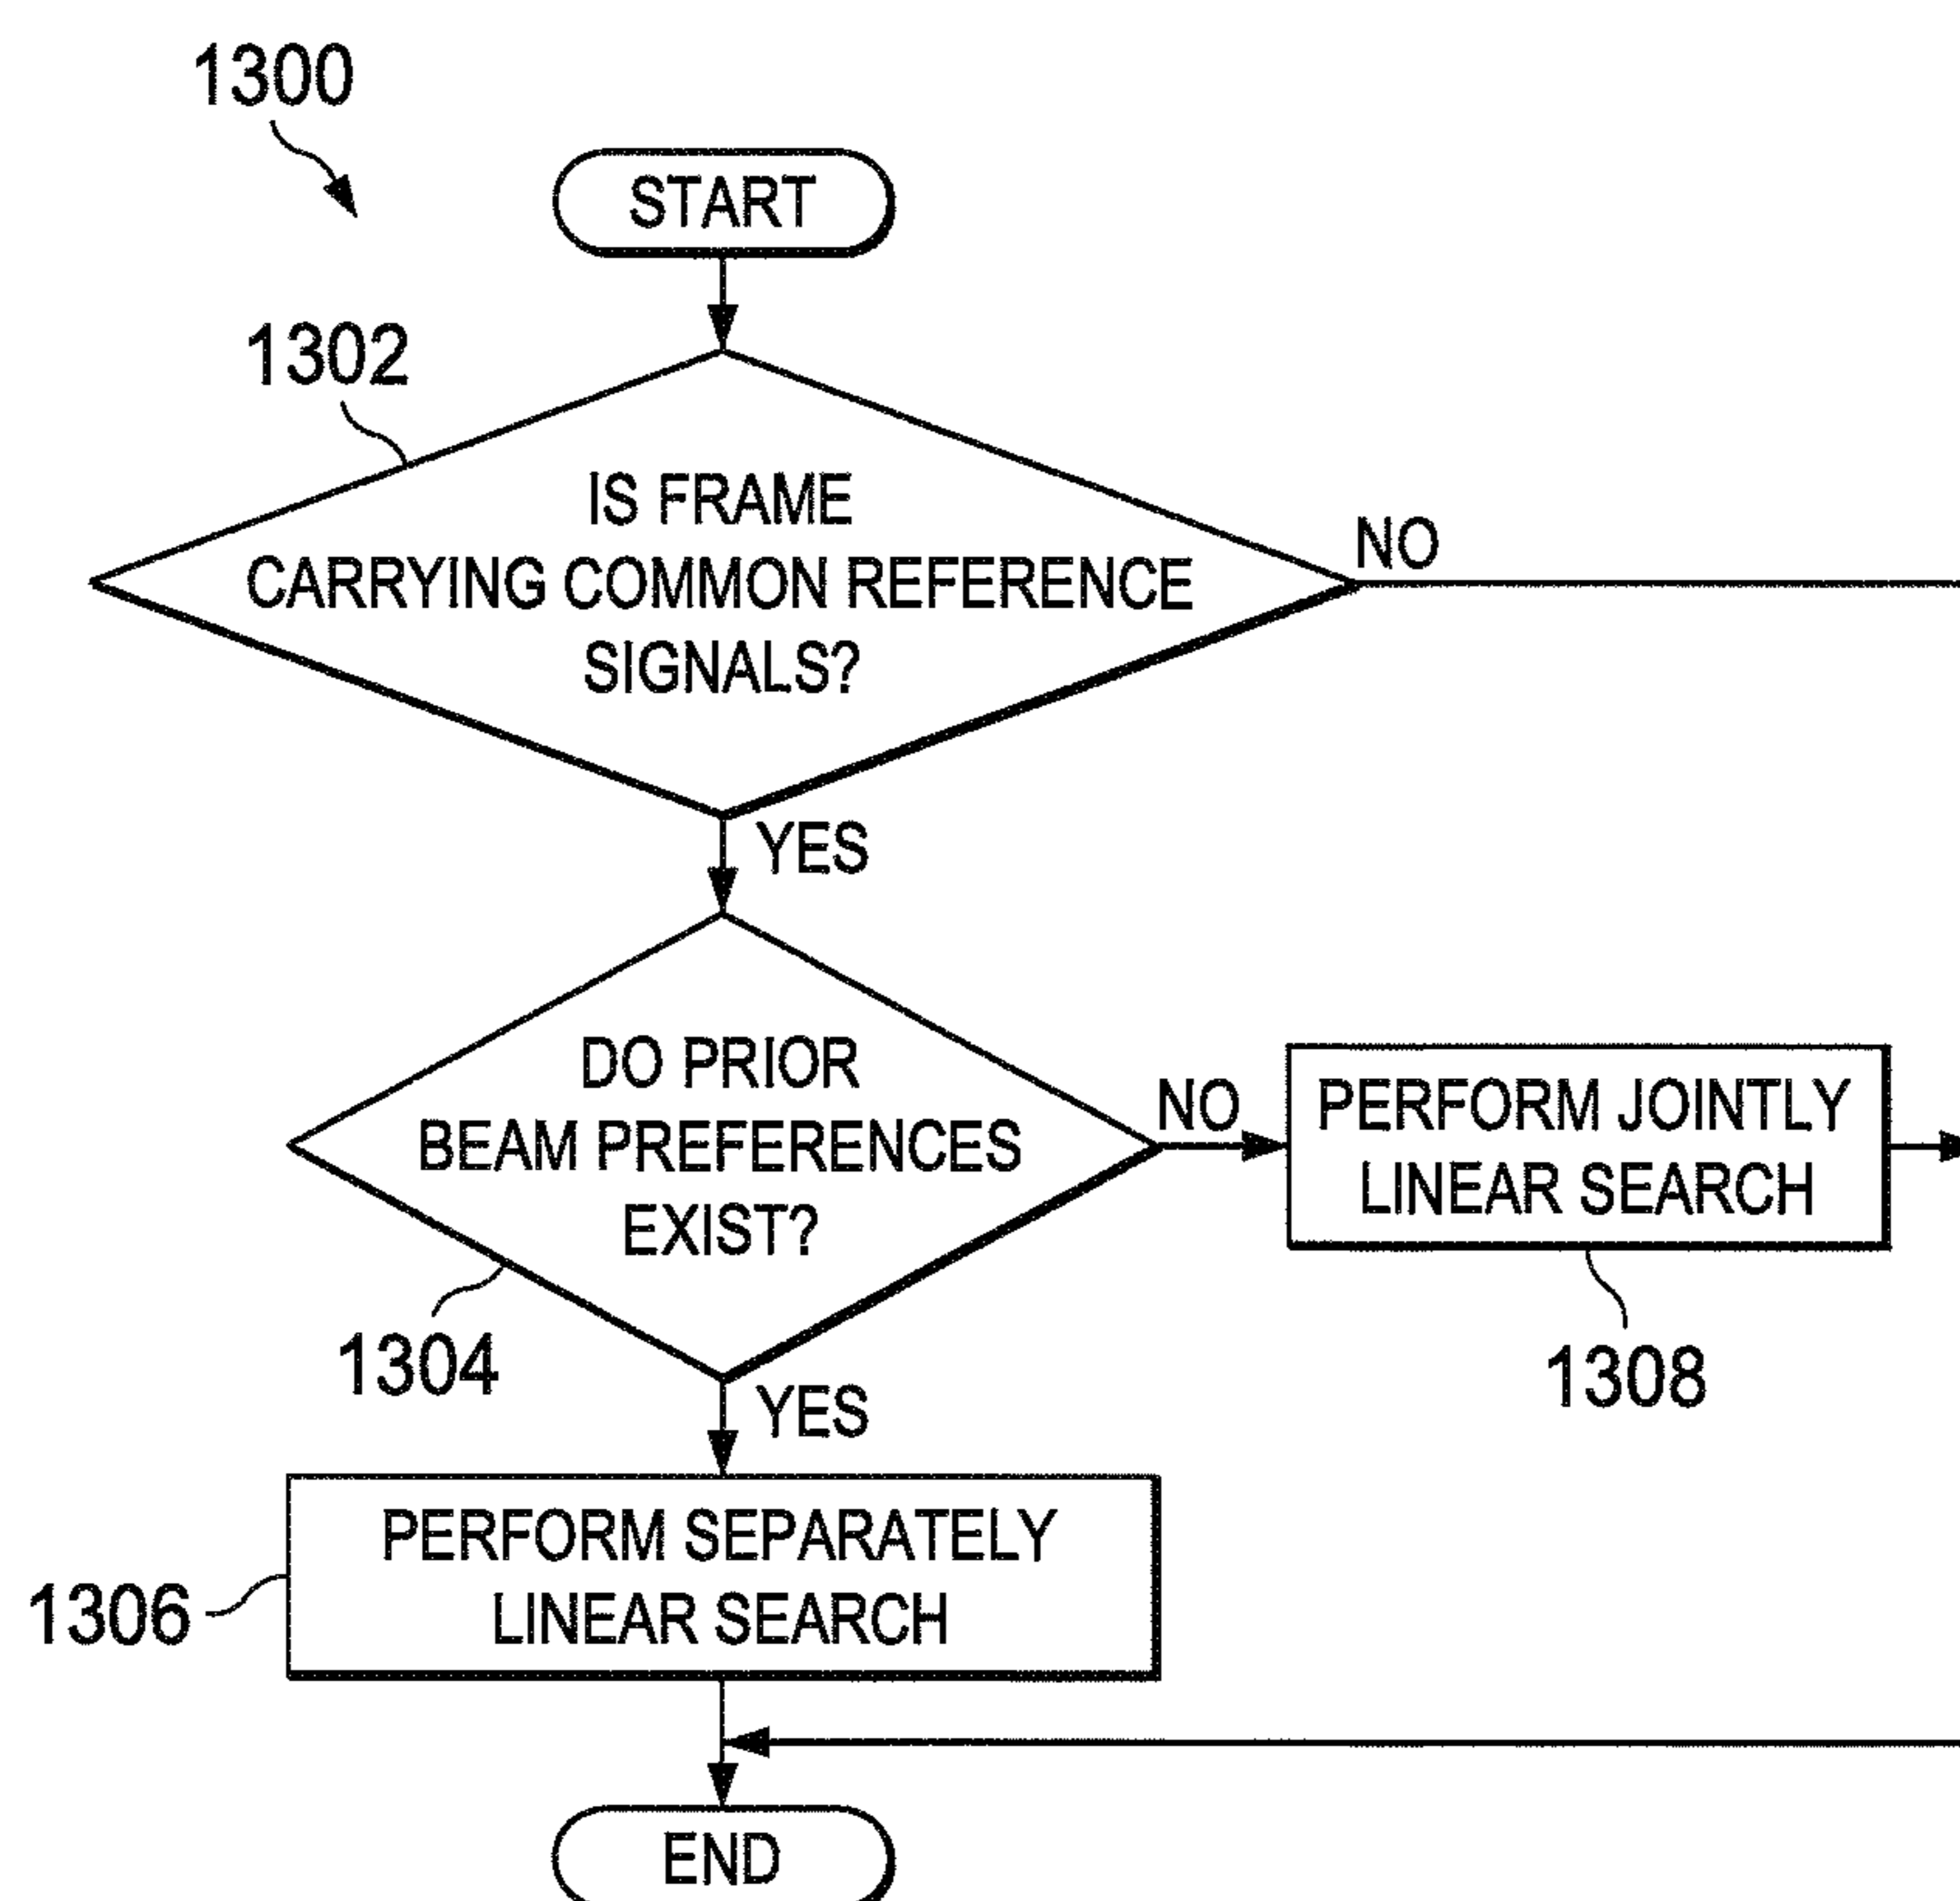 1300
START
1302
IS FRAME
CARRYING COMMON REFERENCE
SIGNALS?
NO
YES
DO PRIOR
BEAM PREFERENCES
EXIST?
NO
PERFORM JOINTLY
LINEAR SEARCH
1304
1308
YES
PERFORM SEPARATELY
LINEAR SEARCH
1306
END